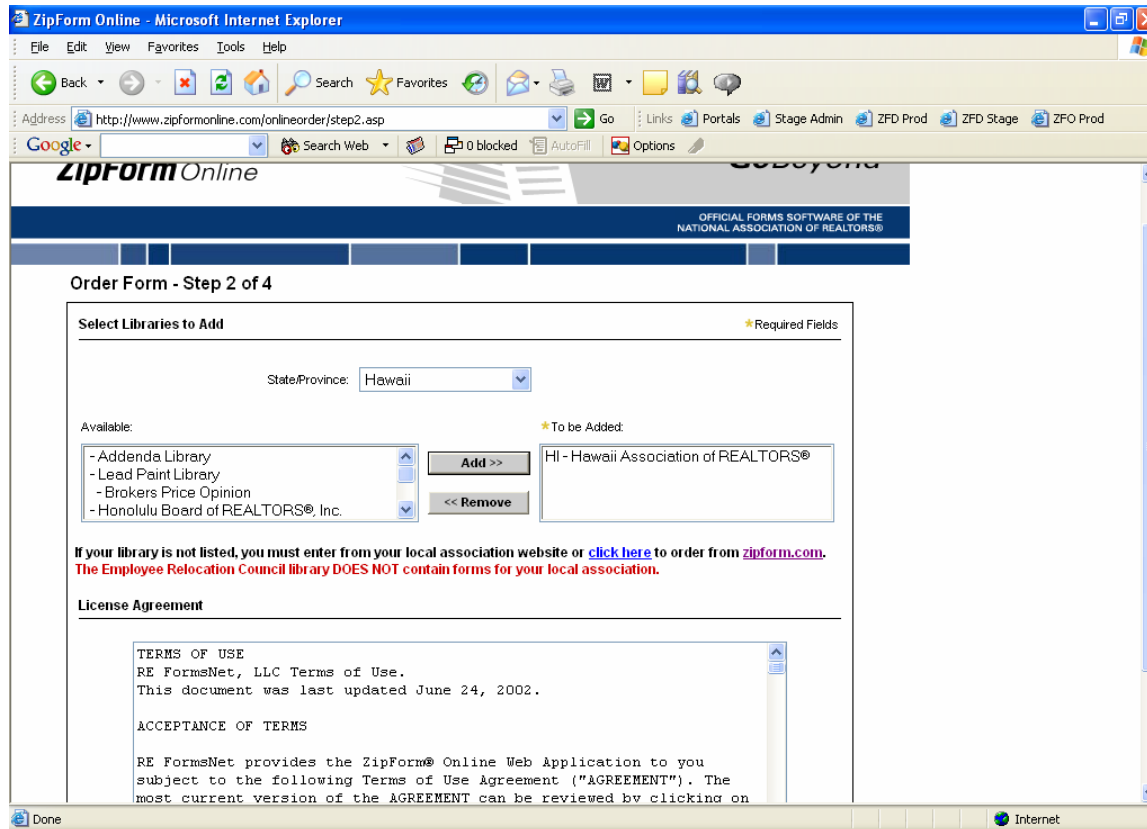 ZipForm Online - Microsoft Internet Explorer
File Edit View Favorites Tools Help
Back Search Favorites
Address http://www.zipformonline.com/onlineorder/step2.asp Go Links Portals Stage Admin ZFD Prod ZFD Stage ZFO Prod
Google Search Web 0 blocked AutoFill Options
ZipForm Online
OFFICIAL FORMS SOFTWARE OF THE
NATIONAL ASSOCIATION OF REALTORS®
Order Form - Step 2 of 4
Select Libraries to Add *Required Fields
State/Province: Hawaii
Available: *To be Added:
- Addenda Library
- Lead Paint Library
- Brokers Price Opinion
- Honolulu Board of REALTORS®, Inc.
Add >>
<< Remove
HI - Hawaii Association of REALTORS®
If your library is not listed, you must enter from your local association website or click here to order from zipform.com.
The Employee Relocation Council library DOES NOT contain forms for your local association.
License Agreement
TERMS OF USE
RE FormsNet, LLC Terms of Use.
This document was last updated June 24, 2002.
ACCEPTANCE OF TERMS
RE FormsNet provides the ZipForm® Online Web Application to you
subject to the following Terms of Use Agreement ("AGREEMENT"). The
most current version of the AGREEMENT can be reviewed by clicking on
Done Internet